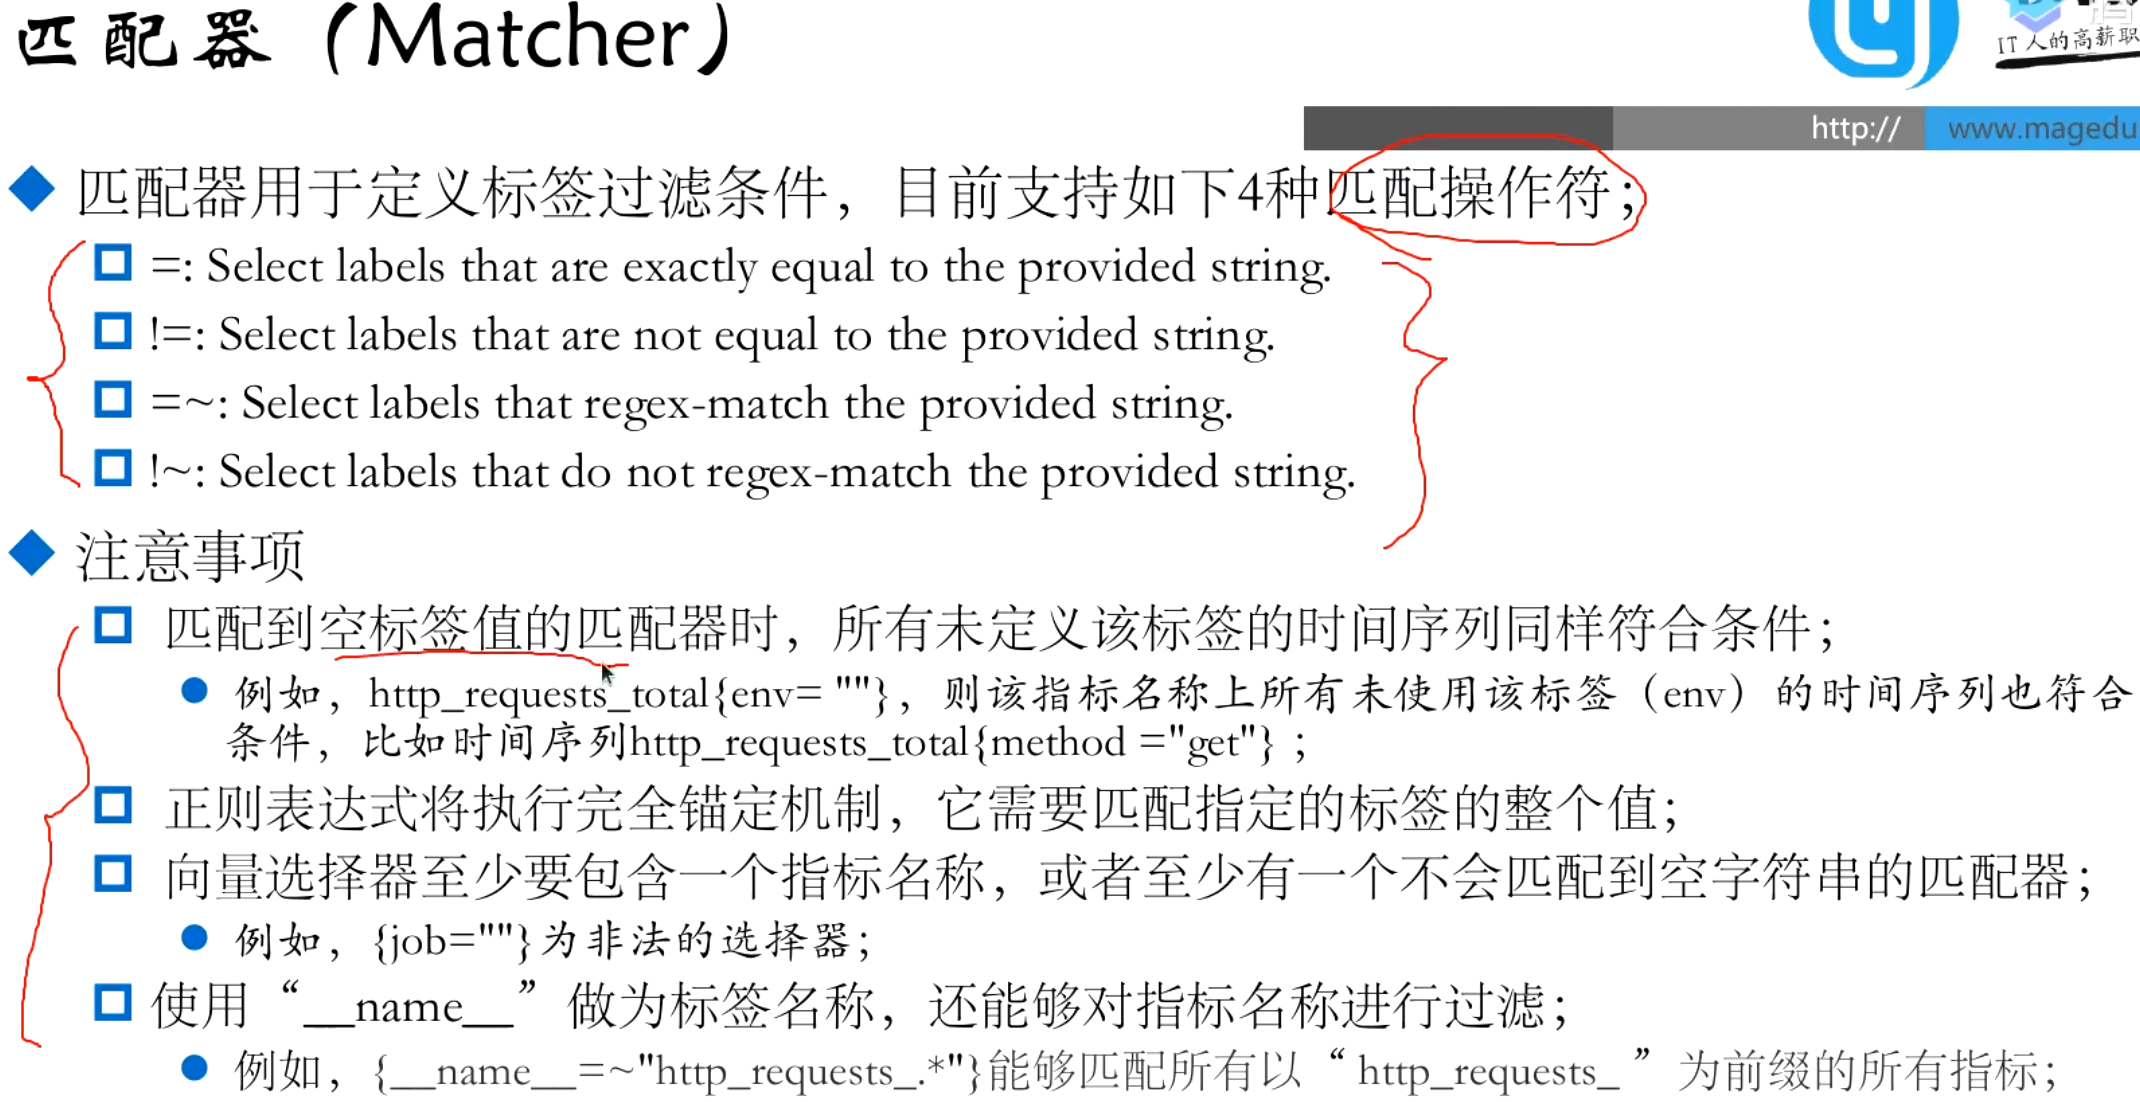 匹配器（Matcher）
IT人的高薪职
http:// www.magedu
匹配器用于定义标签过滤条件，目前支持如下4种匹配操作符；
=: Select labels that are exactly equal to the provided string.
!=: Select labels that are not equal to the provided string.
=~: Select labels that regex-match the provided string.
!~: Select labels that do not regex-match the provided string.
注意事项
匹配到空标签值的匹配器时，所有未定义该标签的时间序列同样符合条件；
例如，http_requests_total{env= ""}，则该指标名称上所有未使用该标签（env）的时间序列也符合
条件，比如时间序列http_requests_total{method ="get"}；
正则表达式将执行完全锚定机制，它需要匹配指定的标签的整个值；
向量选择器至少要包含一个指标名称，或者至少有一个不会匹配到空字符串的匹配器；
例如，{job=""}为非法的选择器；
使用“__name__”做为标签名称，还能够对指标名称进行过滤；
例如，{__name__=~"http_requests_.*"}能够匹配所有以“http_requests_”为前缀的所有指标；